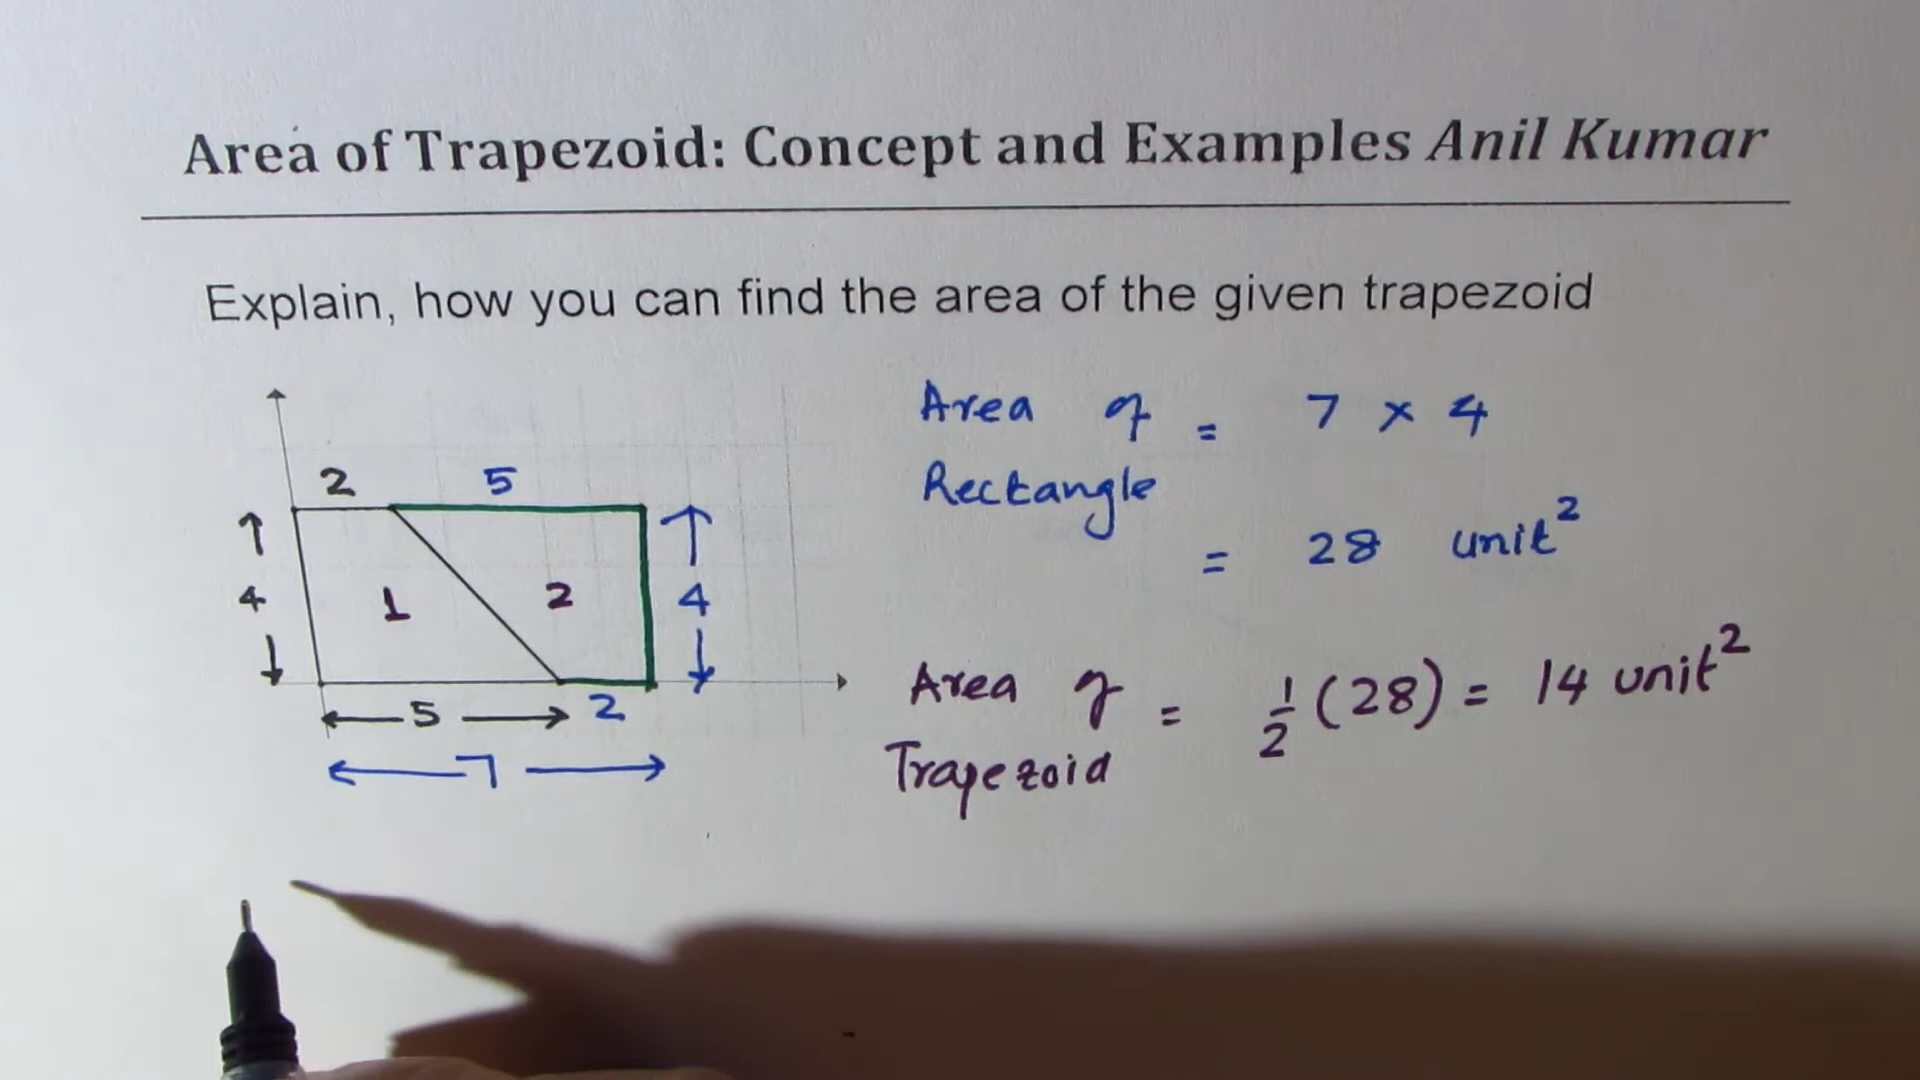 Area of Trapezoid: Concept and Examples Anil Kumar
Explain, how you can find the area of the given trapezoid
2 5
4 1 2 4
5 2
7
Area of = 7 × 4
Rectangle
= 28 unit²
Area of = 1/2 (28) = 14 unit²
Trapezoid